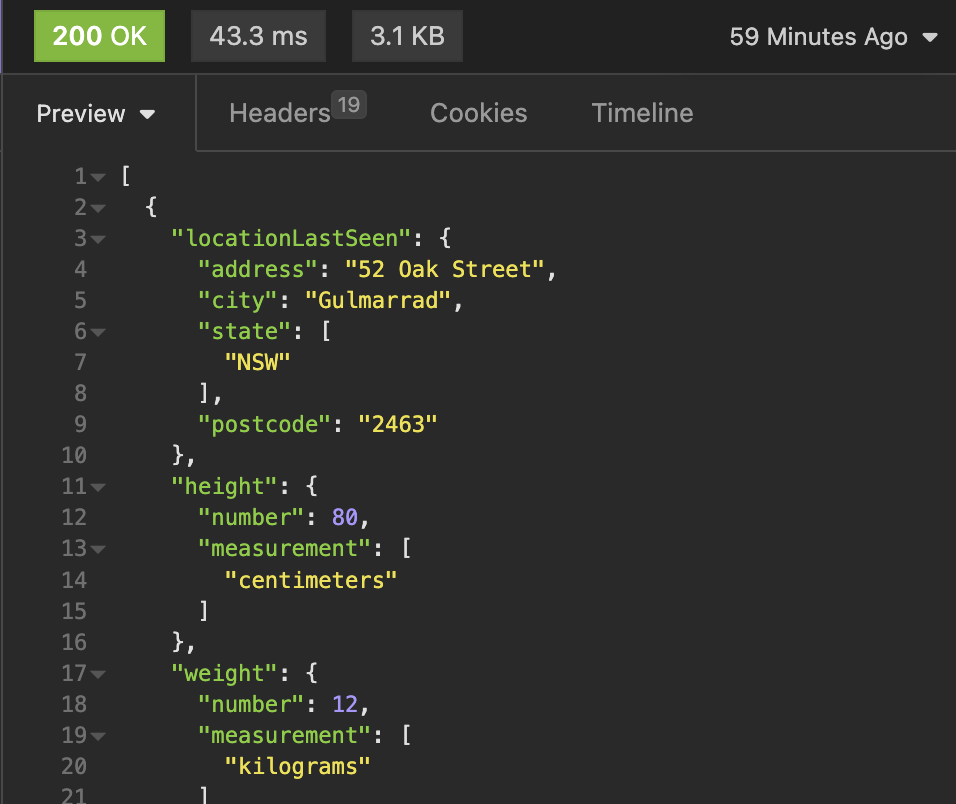 200 OK 43.3 ms 3.1 KB 59 Minutes Ago
Preview Headers 19 Cookies Timeline
1 [
2 {
3 "locationLastSeen": {
4 "address": "52 Oak Street",
5 "city": "Gulmarrad",
6 "state": [
7 "NSW"
8 ],
9 "postcode": "2463"
10 },
11 "height": {
12 "number": 80,
13 "measurement": [
14 "centimeters"
15 ]
16 },
17 "weight": {
18 "number": 12,
19 "measurement": [
20 "kilograms"
21 ]